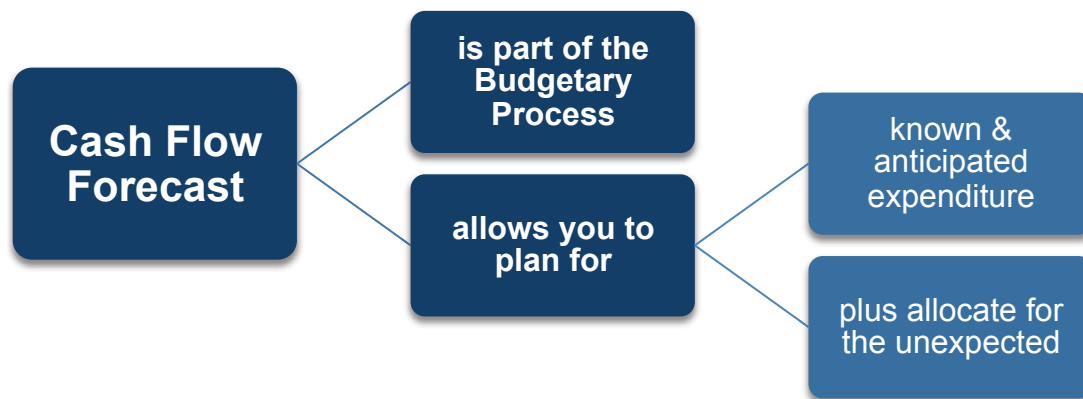 Cash Flow
Forecast
is part of the
Budgetary
Process
allows you to
plan for
known &
anticipated
expenditure
plus allocate for
the unexpected